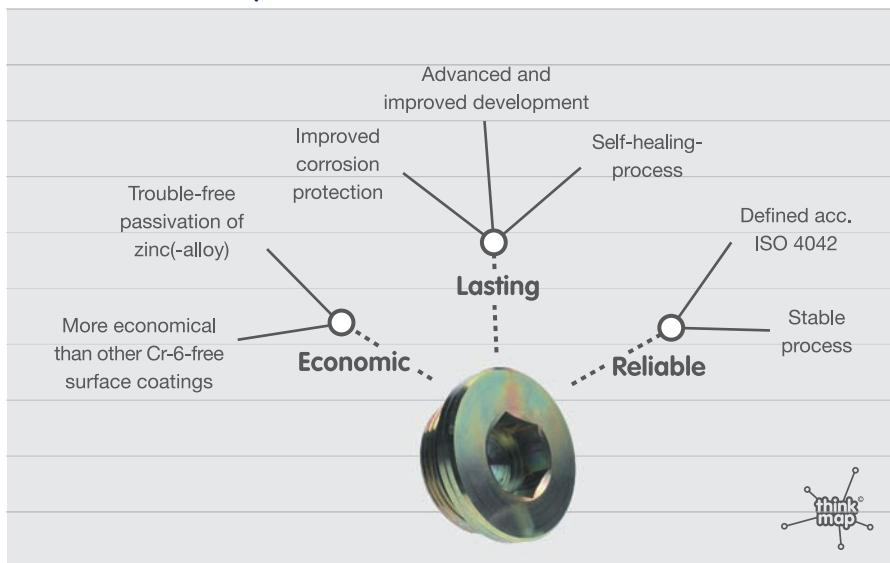 Advanced and
improved development
Improved
corrosion
protection
Self-healing-
process
Trouble-free
passivation of
zinc(-alloy)
Defined acc.
ISO 4042
Lasting
More economical
than other Cr-6-free
surface coatings
Economic
Stable
process
Reliable
think©
map